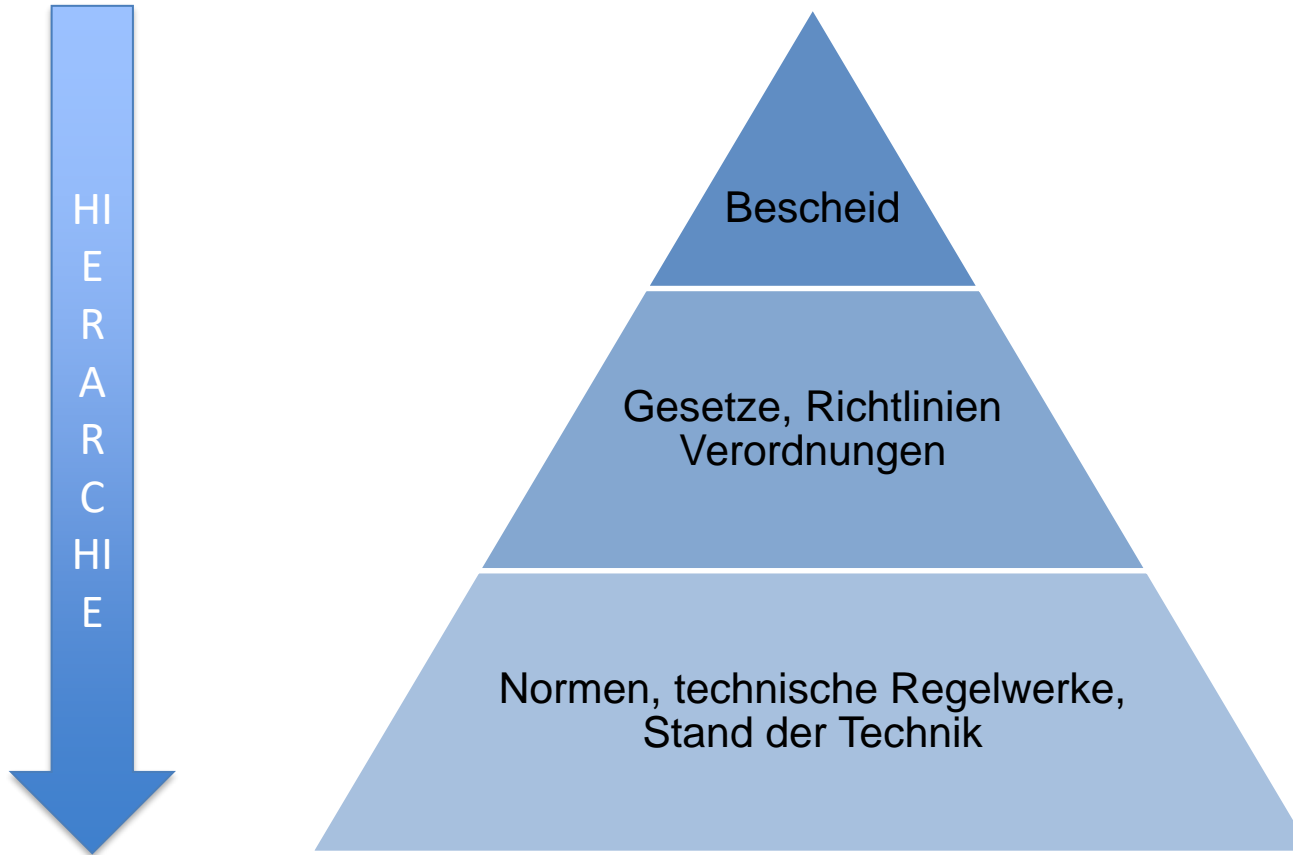 HI
E
R
A
R
C
HI
E
Bescheid
Gesetze, Richtlinien
Verordnungen
Normen, technische Regelwerke,
Stand der Technik